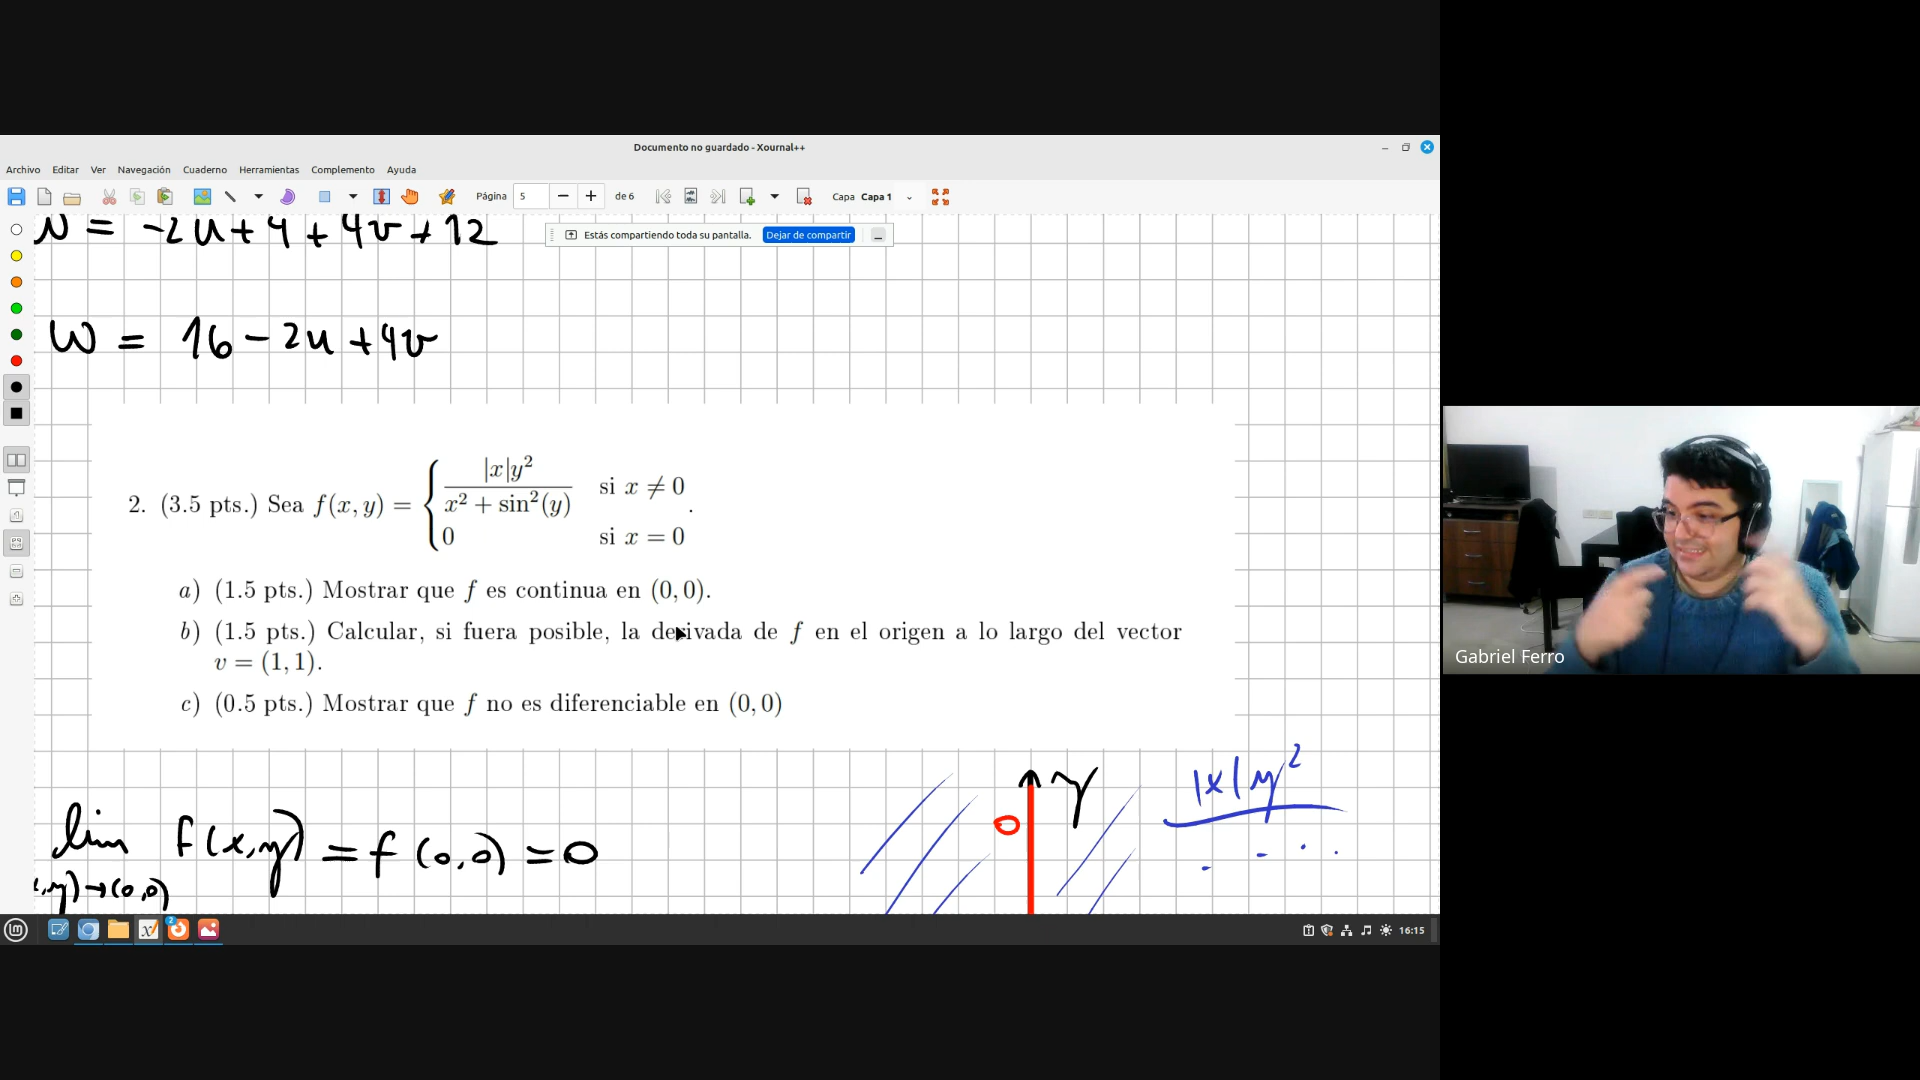 Documento no guardado - Xournal++
Archivo Editar Ver Navegación Cuaderno Herramientas Complemento Ayuda
Página 5 de 6 Capa Capa 1
Estás compartiendo toda su pantalla. Dejar de compartir
= -2u + 4 + 4v + 12
W = 16 - 2u + 4v
2. (3.5 pts.) Sea f(x, y) = { |x|y² / x² + sin²(y) si x ≠ 0
0 si x = 0 .
a) (1.5 pts.) Mostrar que f es continua en (0, 0).
b) (1.5 pts.) Calcular, si fuera posible, la derivada de f en el origen a lo largo del vector
v = (1, 1).
c) (0.5 pts.) Mostrar que f no es diferenciable en (0, 0)
lim f(x,y) = f(0,0) = 0
,y)→(0,0)
0
y
|x|y²
Gabriel Ferro
2
16:15